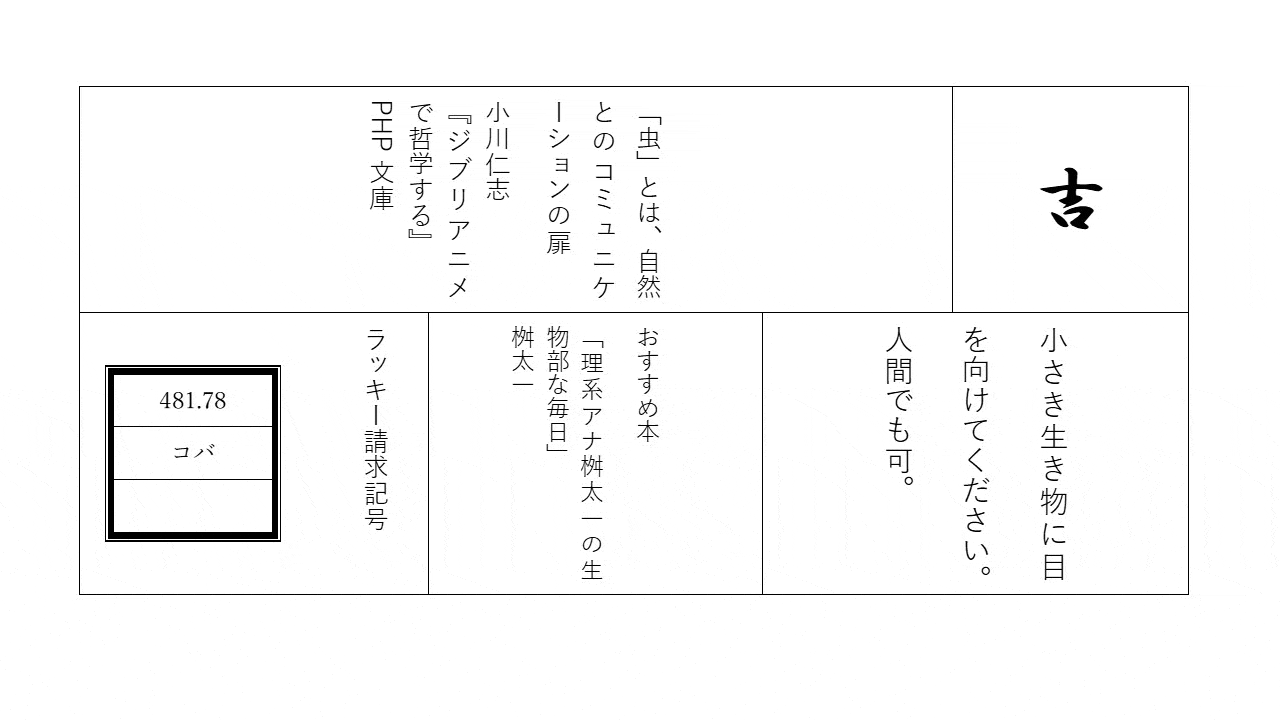 吉
「虫」とは、自然
とのコミュニケ
ーションの扉
小川仁志
『ジブリアニメ
で哲学する』
PHP 文庫
小さき生き物に目
を向けてください。
人間でも可。
おすすめ本
「理系アナ桝太一の生
物部な毎日」
桝太一
ラッキー請求記号
481.78
コバ